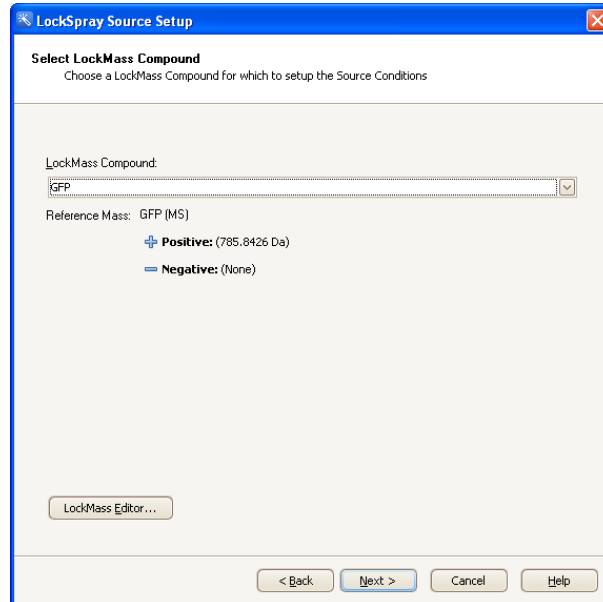 LockSpray Source Setup
Select LockMass Compound
Choose a LockMass Compound for which to setup the Source Conditions
LockMass Compound:
GFP
Reference Mass: GFP (MS)
Positive: (785.8426 Da)
Negative: (None)
LockMass Editor...
< Back Next > Cancel Help